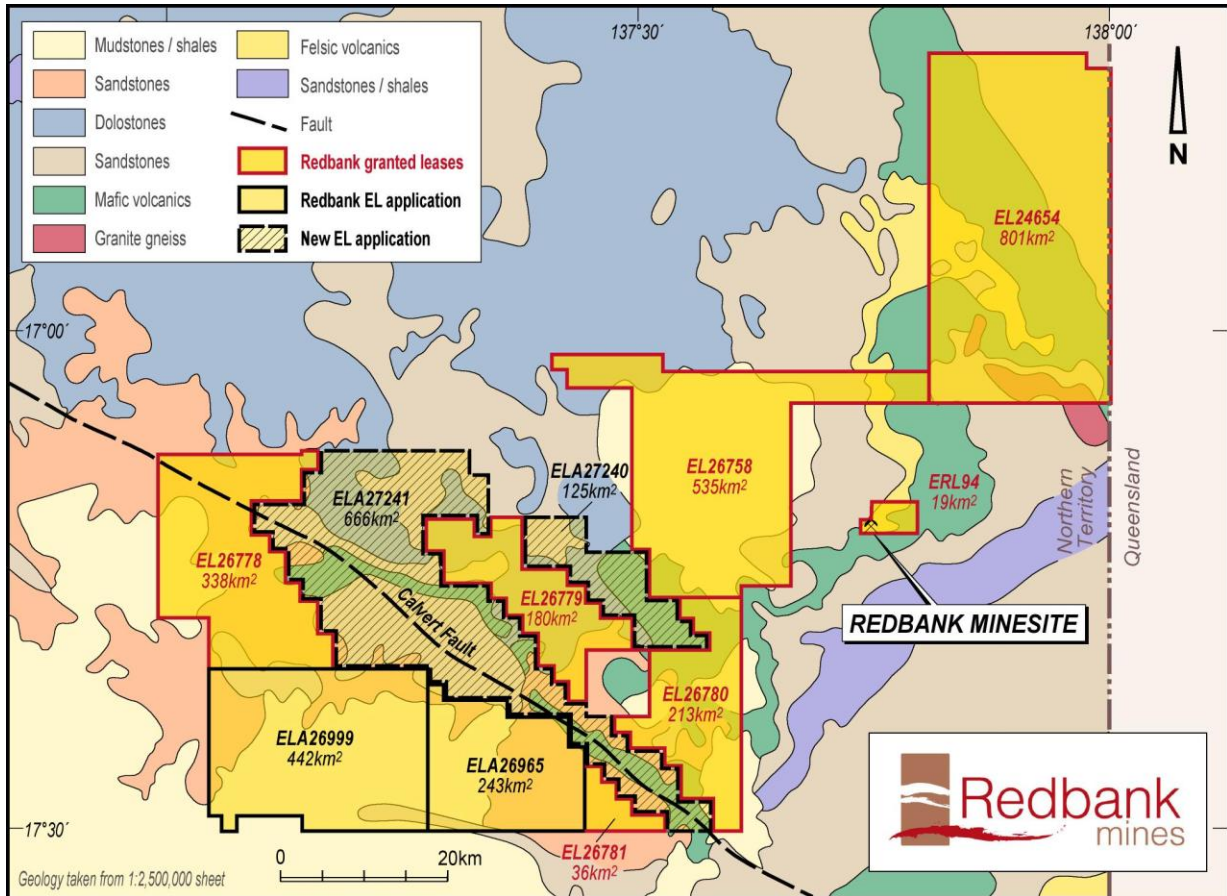 Mudstones / shales
Sandstones
Dolostones
Sandstones
Mafic volcanics
Granite gneiss
Felsic volcanics
Sandstones / shales
Fault
Redbank granted leases
Redbank EL application
New EL application
137°30´
138°00´
N
EL24654
801km²
17°00´
ELA27240
125km²
EL26758
535km²
ELA27241
666km²
ERL94
19km²
Northern
Territory
Queensland
EL26778
338km²
EL26779
180km²
Calvert Fault
REDBANK MINESITE
EL26780
213km²
ELA26999
442km²
ELA26965
243km²
Redbank
mines
17°30´
EL26781
36km²
0
20km
Geology taken from 1:2,500,000 sheet